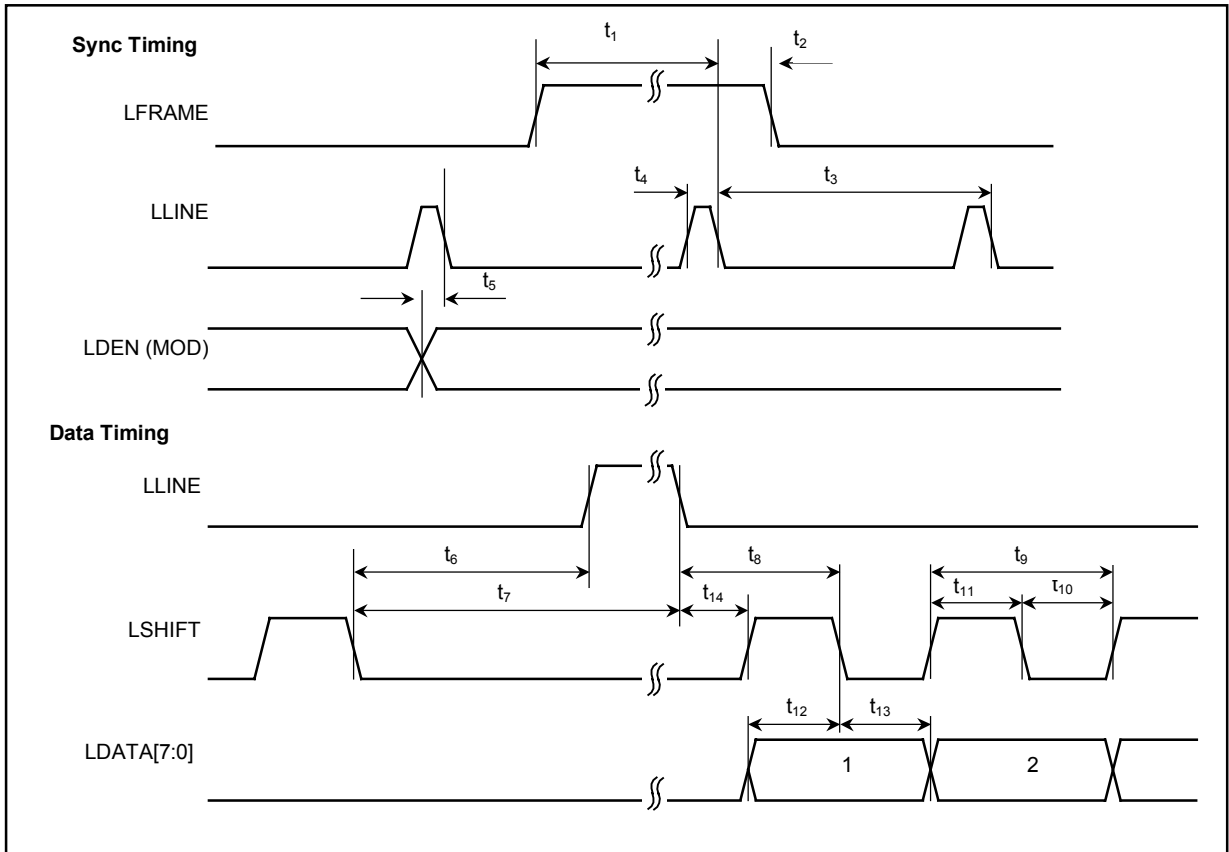 Sync Timing
t1
t2
LFRAME
t4
t3
LLINE
t5
LDEN (MOD)
Data Timing
LLINE
t6
t8
t9
t7
t14
t11
t10
LSHIFT
t12
t13
LDATA[7:0]
1
2